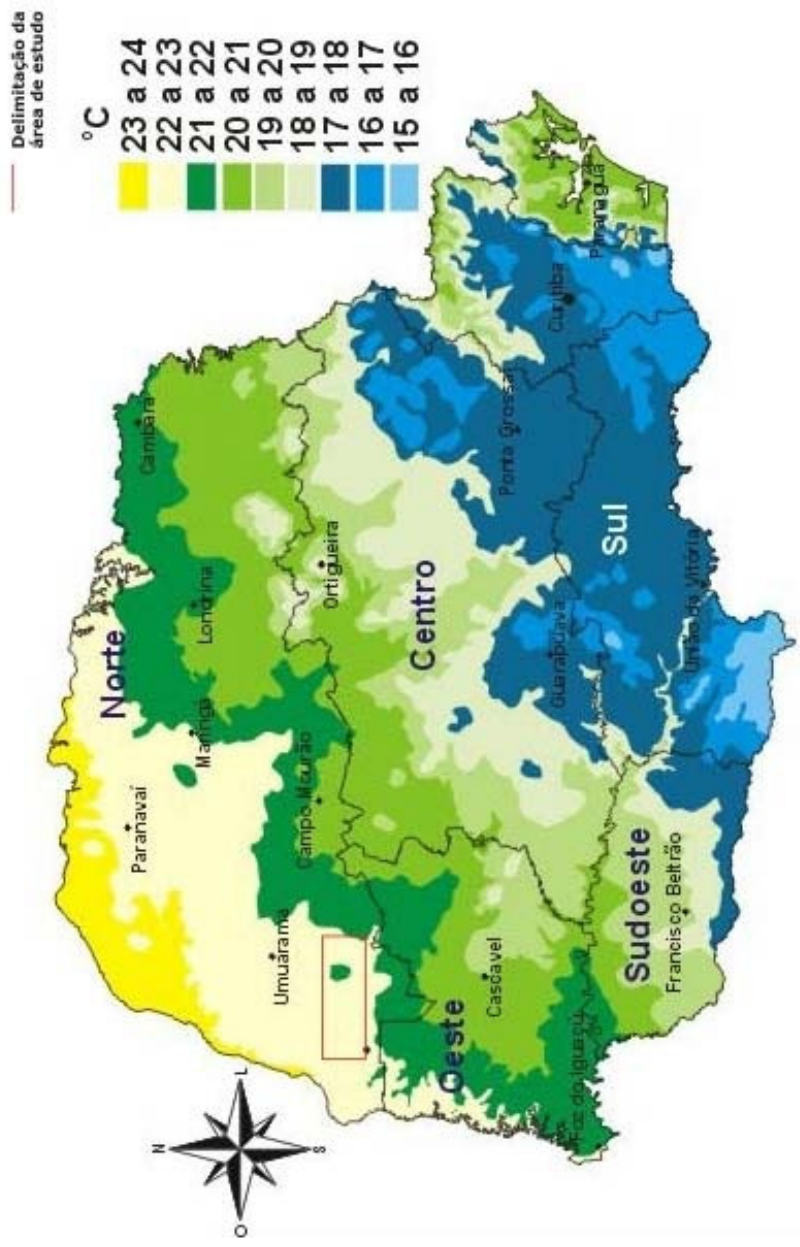 Delimitação da
área de estudo
°C
23 a 24
22 a 23
21 a 22
20 a 21
19 a 20
18 a 19
17 a 18
16 a 17
15 a 16
N
O
L
S
Norte
Paranavaí
Maringá
Londrina
Cambará
Umuarama
Campo Mourão
Ortigueira
Centro
Oeste
Cascavel
Ponta Grossa
Curitiba
Paranaguá
Guarapuava
Sul
Foz do Iguaçu
Sudoeste
Francisco Beltrão
União da Vitória